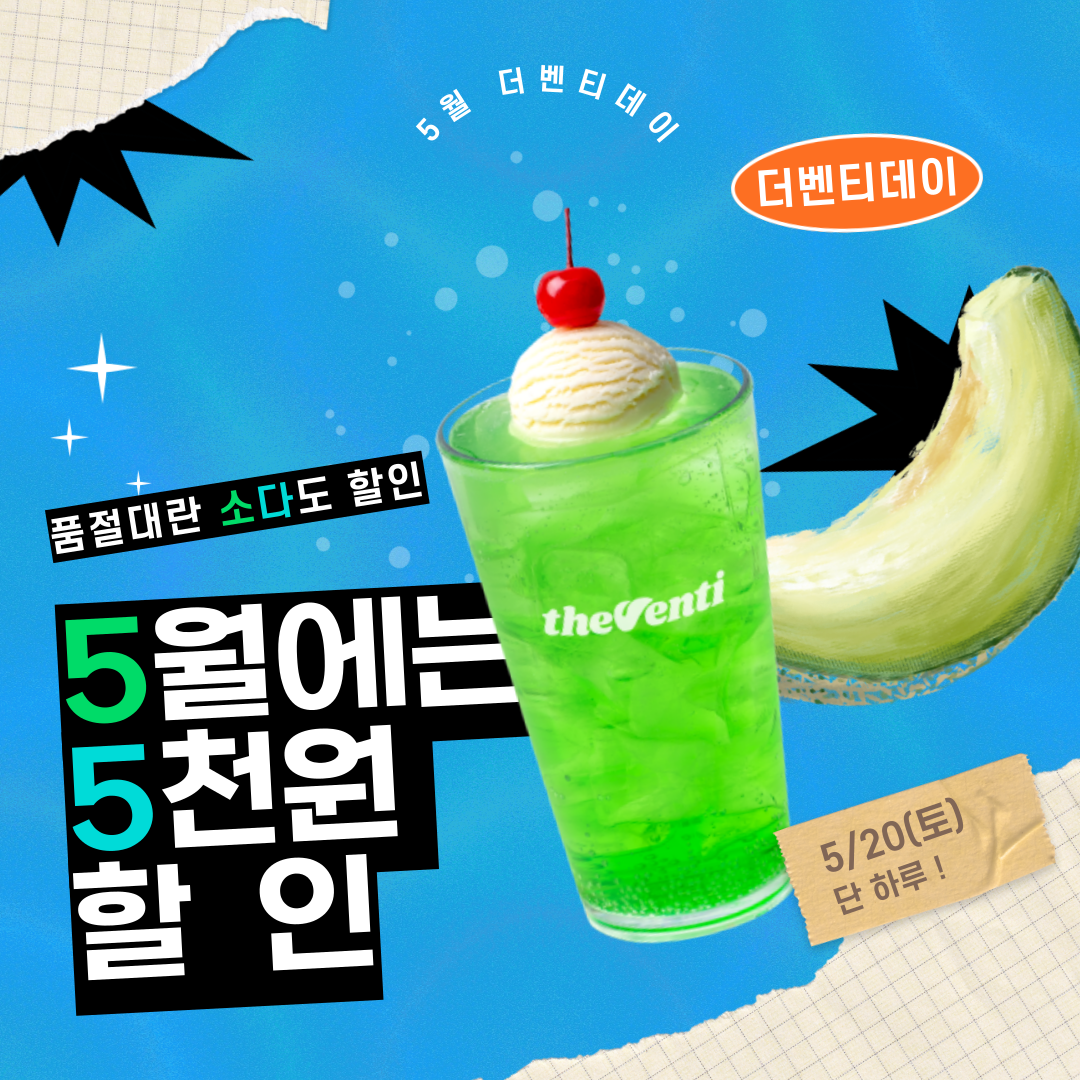 5월 더벤티데이
더벤티데이
품절대란 소다도 할인
5월에는
5천원
할 인
theventi
5/20(토)
단 하루 !